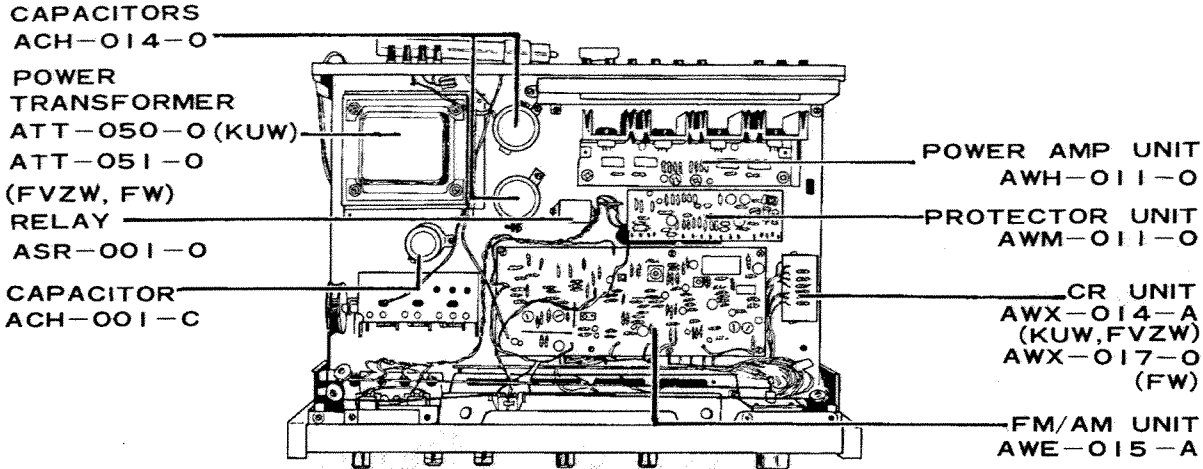 CAPACITORS
ACH-014-0
POWER
TRANSFORMER
ATT-050-0 (KUW)
ATT-051-0
(FVZW, FW)
RELAY
ASR-001-0
CAPACITOR
ACH-001-C
POWER AMP UNIT
AWH-011-0
PROTECTOR UNIT
AWM-011-0
CR UNIT
AWX-014-A
(KUW,FVZW)
AWX-017-0
(FW)
FM/AM UNIT
AWE-015-A